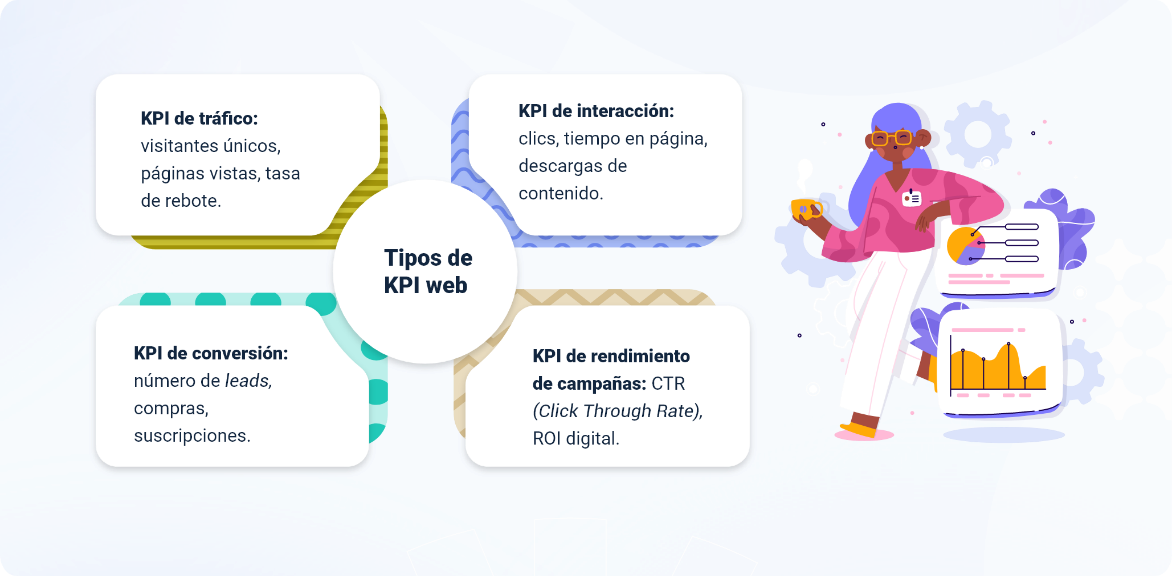 KPI de tráfico:
visitantes únicos,
páginas vistas, tasa
de rebote.
KPI de interacción:
clics, tiempo en página,
descargas de
contenido.
Tipos de
KPI web
KPI de conversión:
número de leads,
compras,
suscripciones.
KPI de rendimiento
de campañas: CTR
(Click Through Rate),
ROI digital.